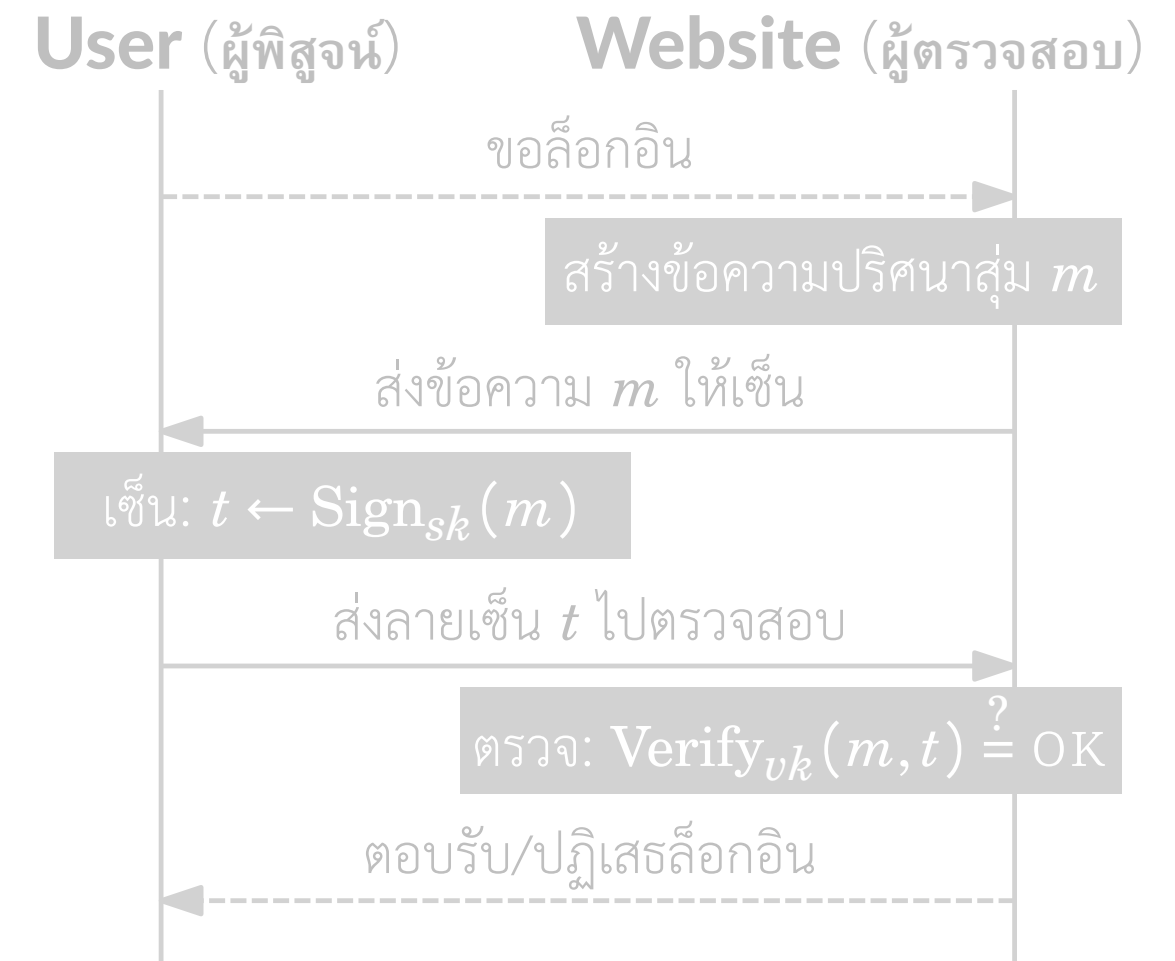 User (ผู้พิสูจน์) Website (ผู้ตรวจสอบ)
ขอล็อกอิน
สร้างข้อความปริศนาสุ่ม m
ส่งข้อความ m ให้เซ็น
เซ็น: t ← Sign_sk(m)
ส่งลายเซ็น t ไปตรวจสอบ
ตรวจ: Verify_vk(m, t) ≟ OK
ตอบรับ/ปฏิเสธล็อกอิน